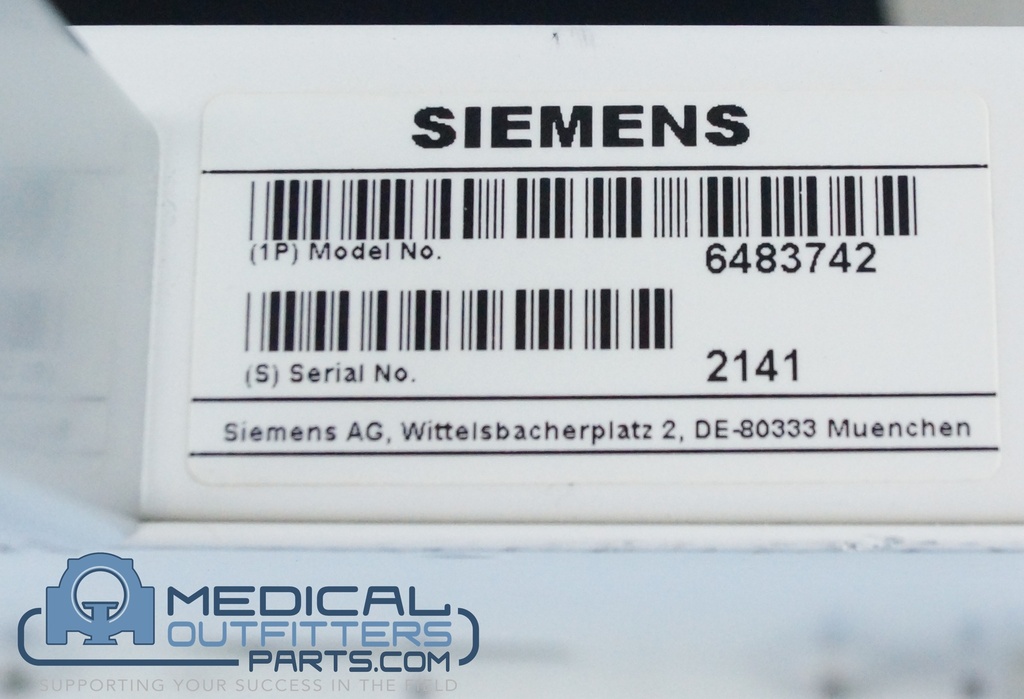 SIEMENS
(1P) Model No. 6483742
(S) Serial No. 2141
Siemens AG, Wittelsbacherplatz 2, DE-80333 Muenchen
MEDICAL
OUTFITTERS
PARTS.COM
SUPPORTING YOUR SUCCESS IN THE FIELD